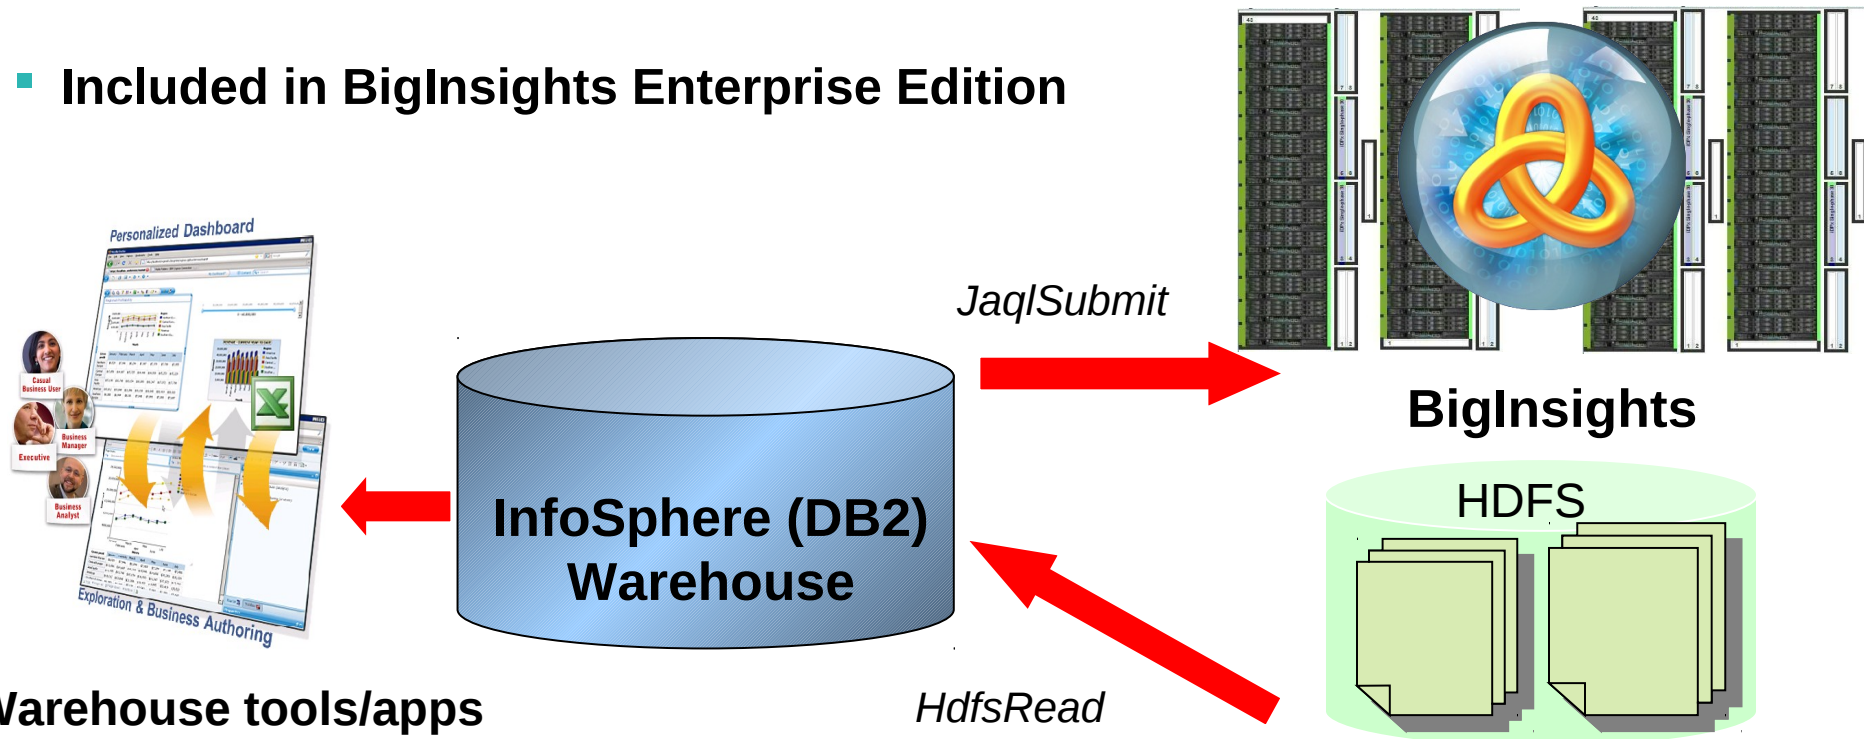 Included in BigInsights Enterprise Edition
Personalized Dashboard
Casual
Business User
Business
Manager
Executive
Business
Analyst
Exploration & Business Authoring
JaqlSubmit
BigInsights
HDFS
InfoSphere (DB2)
Warehouse
HdfsRead
Warehouse tools/apps